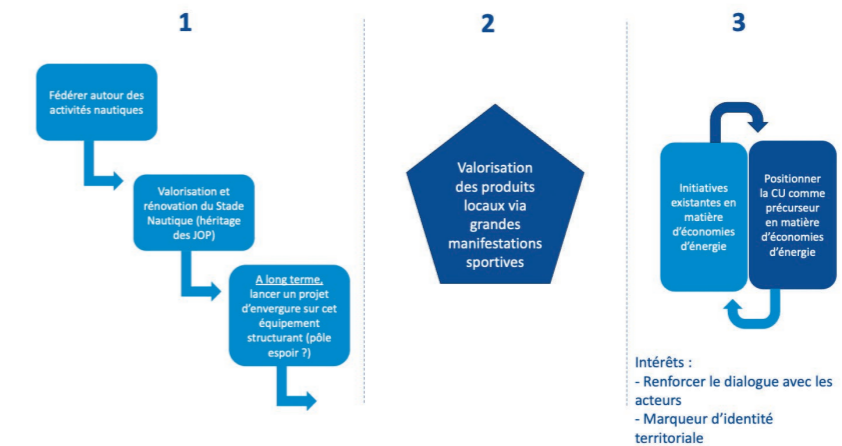 1
Fédérer autour des
activités nautiques
Valorisation et
rénovation du Stade
Nautique (héritage
des JOP)
A long terme,
lancer un projet
d'envergure sur cet
équipement
structurant (pôle
espoir ?)
2
Valorisation
des produits
locaux via
grandes
manifestations
sportives
3
Initiatives
existantes en
matière
d'économies
d'énergie
Positionner
la CU comme
précurseur
en matière
d'économies
d'énergie
Intérêts :
- Renforcer le dialogue avec les
acteurs
- Marqueur d'identité
territoriale